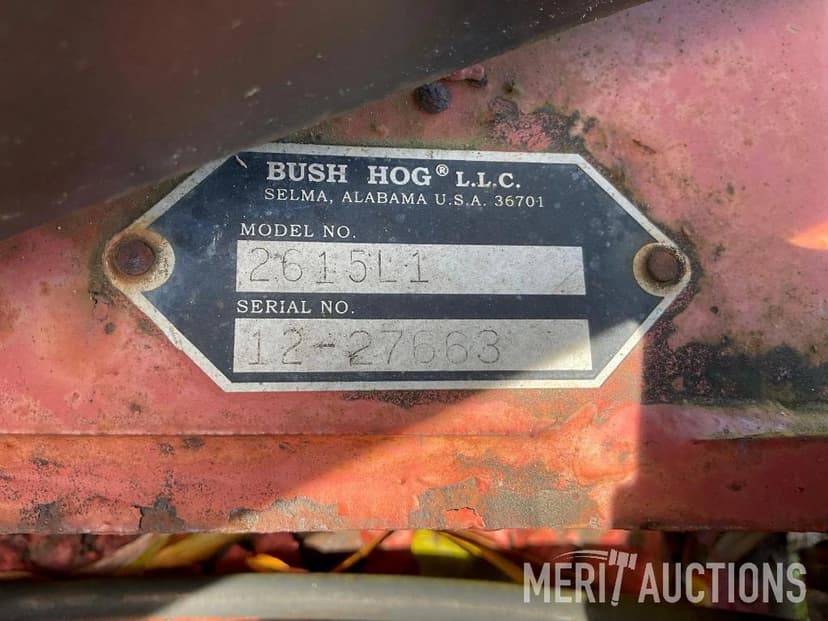 BUSH HOG® L.L.C.
SELMA, ALABAMA U.S.A. 36701
MODEL NO.
2615L1
SERIAL NO.
12-27663
MERIT AUCTIONS